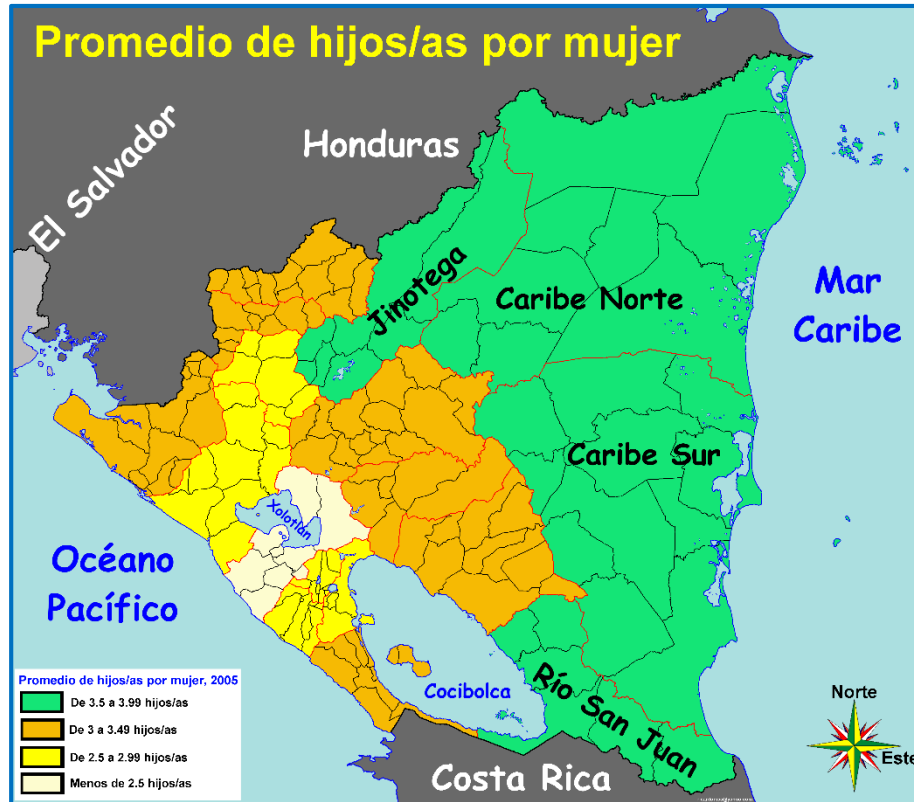 Promedio de hijos/as por mujer
El Salvador
Honduras
Jinotega
Caribe Norte
Mar
Caribe
Caribe Sur
Xolotlán
Océano
Pacífico
Cocibolca
Río San Juan
Costa Rica
Promedio de hijos/as por mujer, 2005
De 3.5 a 3.99 hijos/as
De 3 a 3.49 hijos/as
De 2.5 a 2.99 hijos/as
Menos de 2.5 hijos/as
Norte
Este